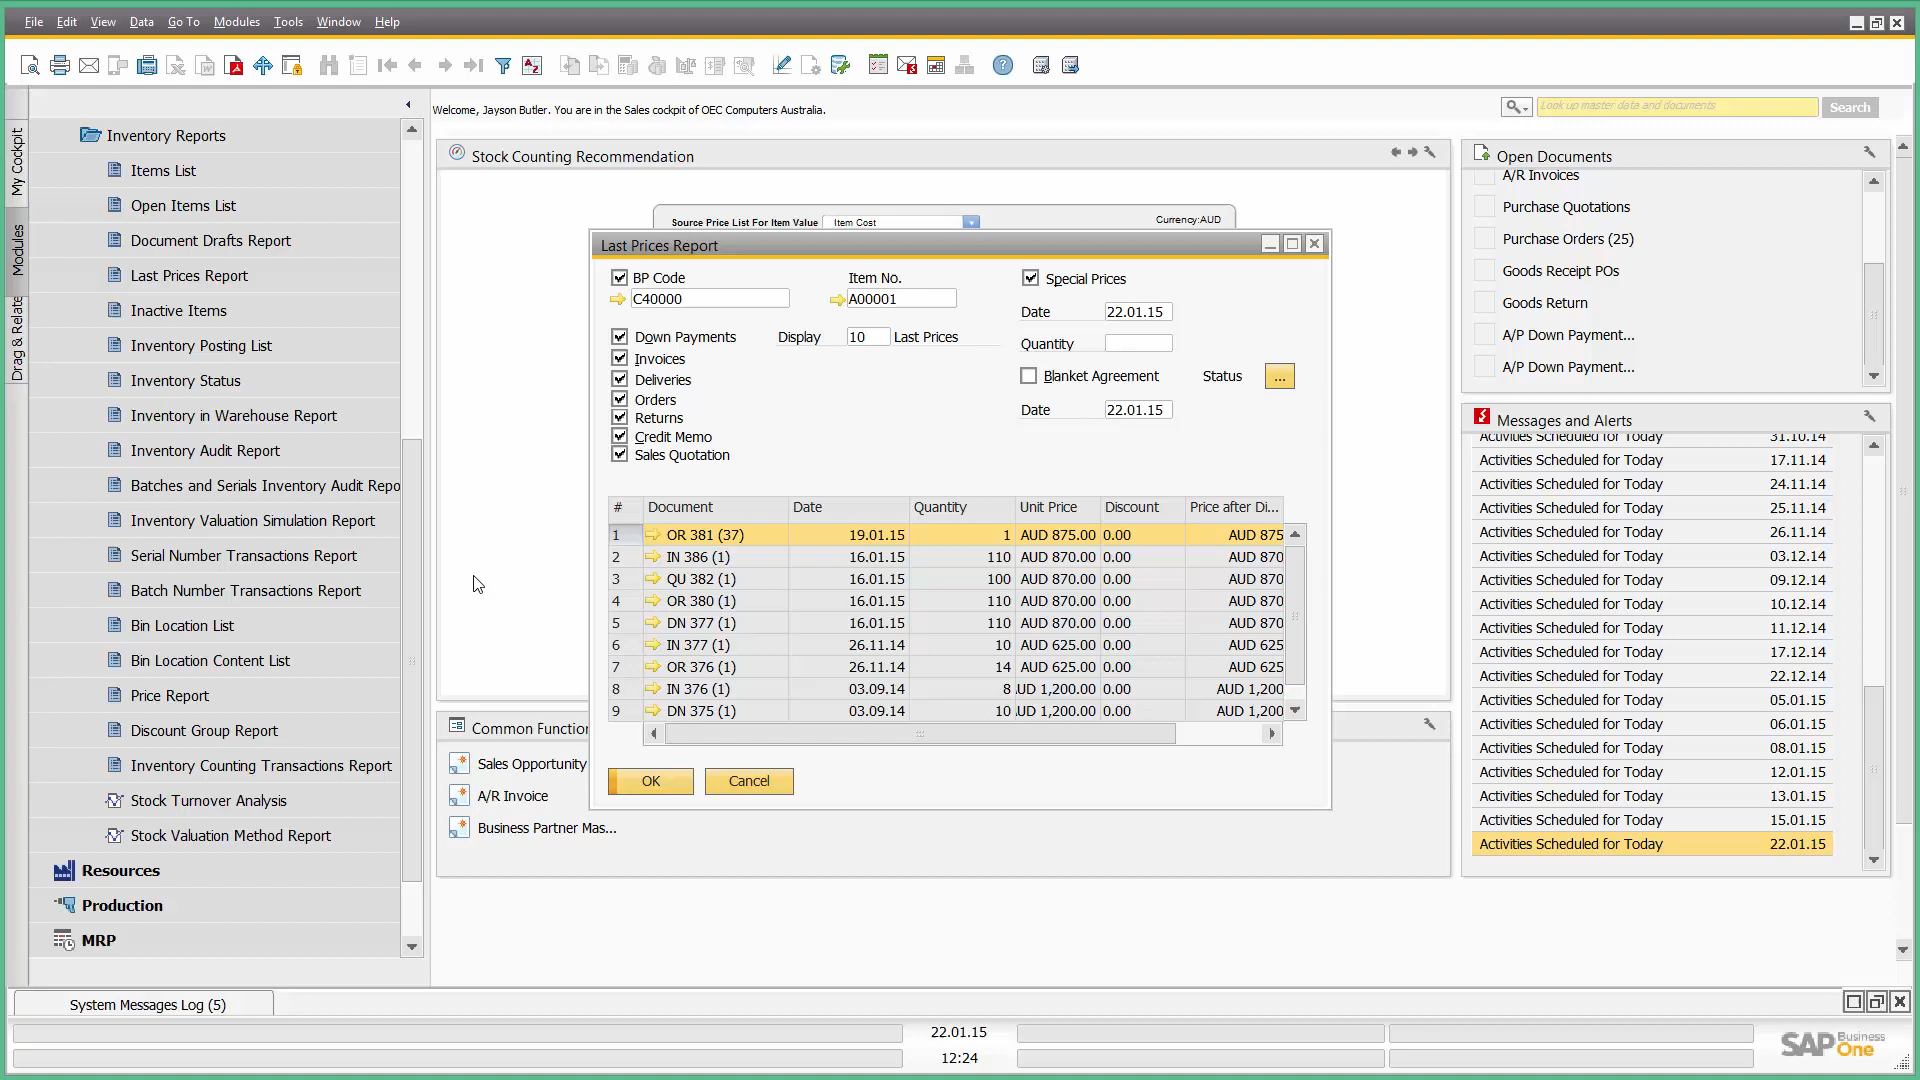 File Edit View Data Go To Modules Tools Window Help
Welcome, Jayson Butler. You are in the Sales cockpit of OEC Computers Australia.
Look up master data and documents
Search
My Cockpit
Modules
Drag & Relate
Inventory Reports
Items List
Open Items List
Document Drafts Report
Last Prices Report
Inactive Items
Inventory Posting List
Inventory Status
Inventory in Warehouse Report
Inventory Audit Report
Batches and Serials Inventory Audit Repo
Inventory Valuation Simulation Report
Serial Number Transactions Report
Batch Number Transactions Report
Bin Location List
Bin Location Content List
Price Report
Discount Group Report
Inventory Counting Transactions Report
Stock Turnover Analysis
Stock Valuation Method Report
Resources
Production
MRP
Stock Counting Recommendation
Source Price List For Item Value Item Cost Currency:AUD
Last Prices Report
BP Code Item No. Special Prices
C40000 A00001
Date 22.01.15
Down Payments Display 10 Last Prices
Quantity
Invoices
Deliveries
Blanket Agreement Status ...
Orders
Date 22.01.15
Returns
Credit Memo
Sales Quotation
# Document Date Quantity Unit Price Discount Price after Di...
1 OR 381 (37) 19.01.15 1 AUD 875.00 0.00 AUD 875
2 IN 386 (1) 16.01.15 110 AUD 870.00 0.00 AUD 870
3 QU 382 (1) 16.01.15 100 AUD 870.00 0.00 AUD 870
4 OR 380 (1) 16.01.15 110 AUD 870.00 0.00 AUD 870
5 DN 377 (1) 16.01.15 110 AUD 870.00 0.00 AUD 870
6 IN 377 (1) 26.11.14 10 AUD 625.00 0.00 AUD 625
7 OR 376 (1) 26.11.14 14 AUD 625.00 0.00 AUD 625
8 IN 376 (1) 03.09.14 8 UD 1,200.00 0.00 AUD 1,200
9 DN 375 (1) 03.09.14 10 UD 1,200.00 0.00 AUD 1,200
OK Cancel
Common Function
Sales Opportunity
A/R Invoice
Business Partner Mas...
Open Documents
A/R Invoices
Purchase Quotations
Purchase Orders (25)
Goods Receipt POs
Goods Return
A/P Down Payment...
A/P Down Payment...
Messages and Alerts
Activities Scheduled for Today 31.10.14
Activities Scheduled for Today 17.11.14
Activities Scheduled for Today 24.11.14
Activities Scheduled for Today 25.11.14
Activities Scheduled for Today 26.11.14
Activities Scheduled for Today 03.12.14
Activities Scheduled for Today 09.12.14
Activities Scheduled for Today 10.12.14
Activities Scheduled for Today 11.12.14
Activities Scheduled for Today 17.12.14
Activities Scheduled for Today 22.12.14
Activities Scheduled for Today 05.01.15
Activities Scheduled for Today 06.01.15
Activities Scheduled for Today 08.01.15
Activities Scheduled for Today 12.01.15
Activities Scheduled for Today 13.01.15
Activities Scheduled for Today 15.01.15
Activities Scheduled for Today 22.01.15
System Messages Log (5)
22.01.15
12:24
SAP Business One